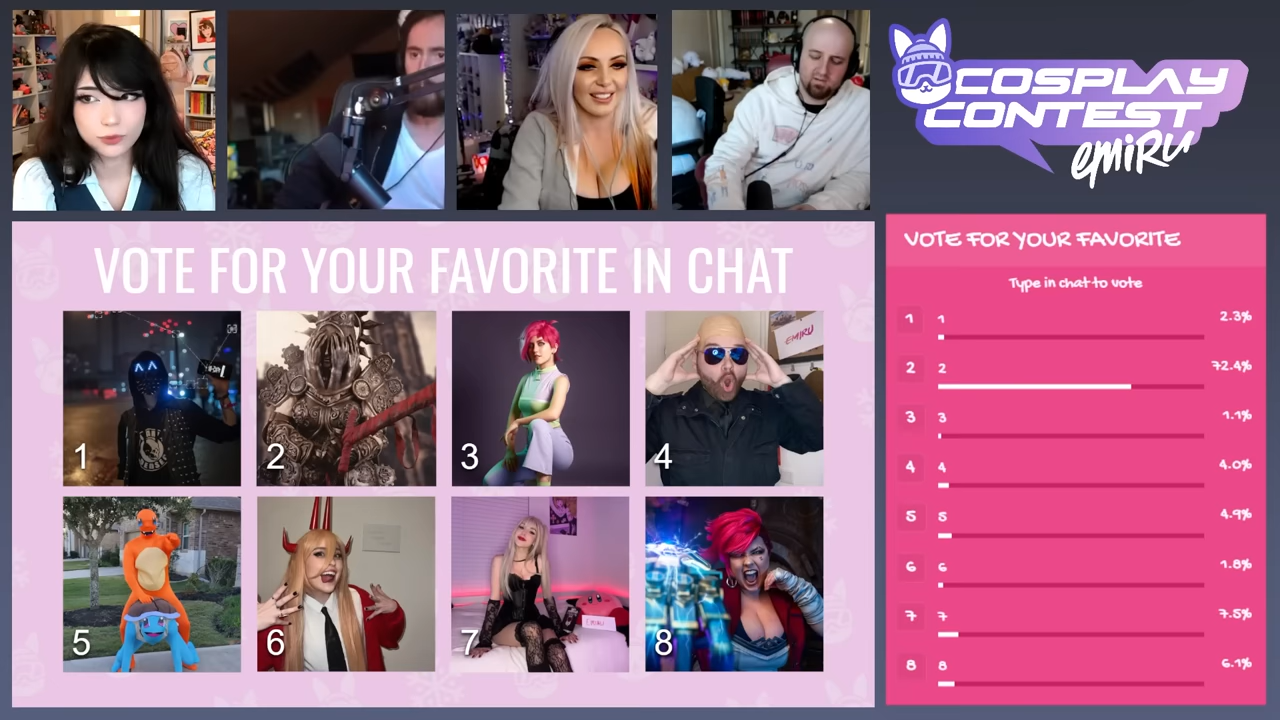 COSPLAY
CONTEST
emiru
VOTE FOR YOUR FAVORITE IN CHAT
1
2
3
4
EMIRU
5
6
7
EMIRU
8
VOTE FOR YOUR FAVORITE
Type in chat to vote
1 1 2.3%
2 2 72.4%
3 3 1.1%
4 4 4.0%
5 5 4.9%
6 6 1.8%
7 7 7.5%
8 8 6.1%